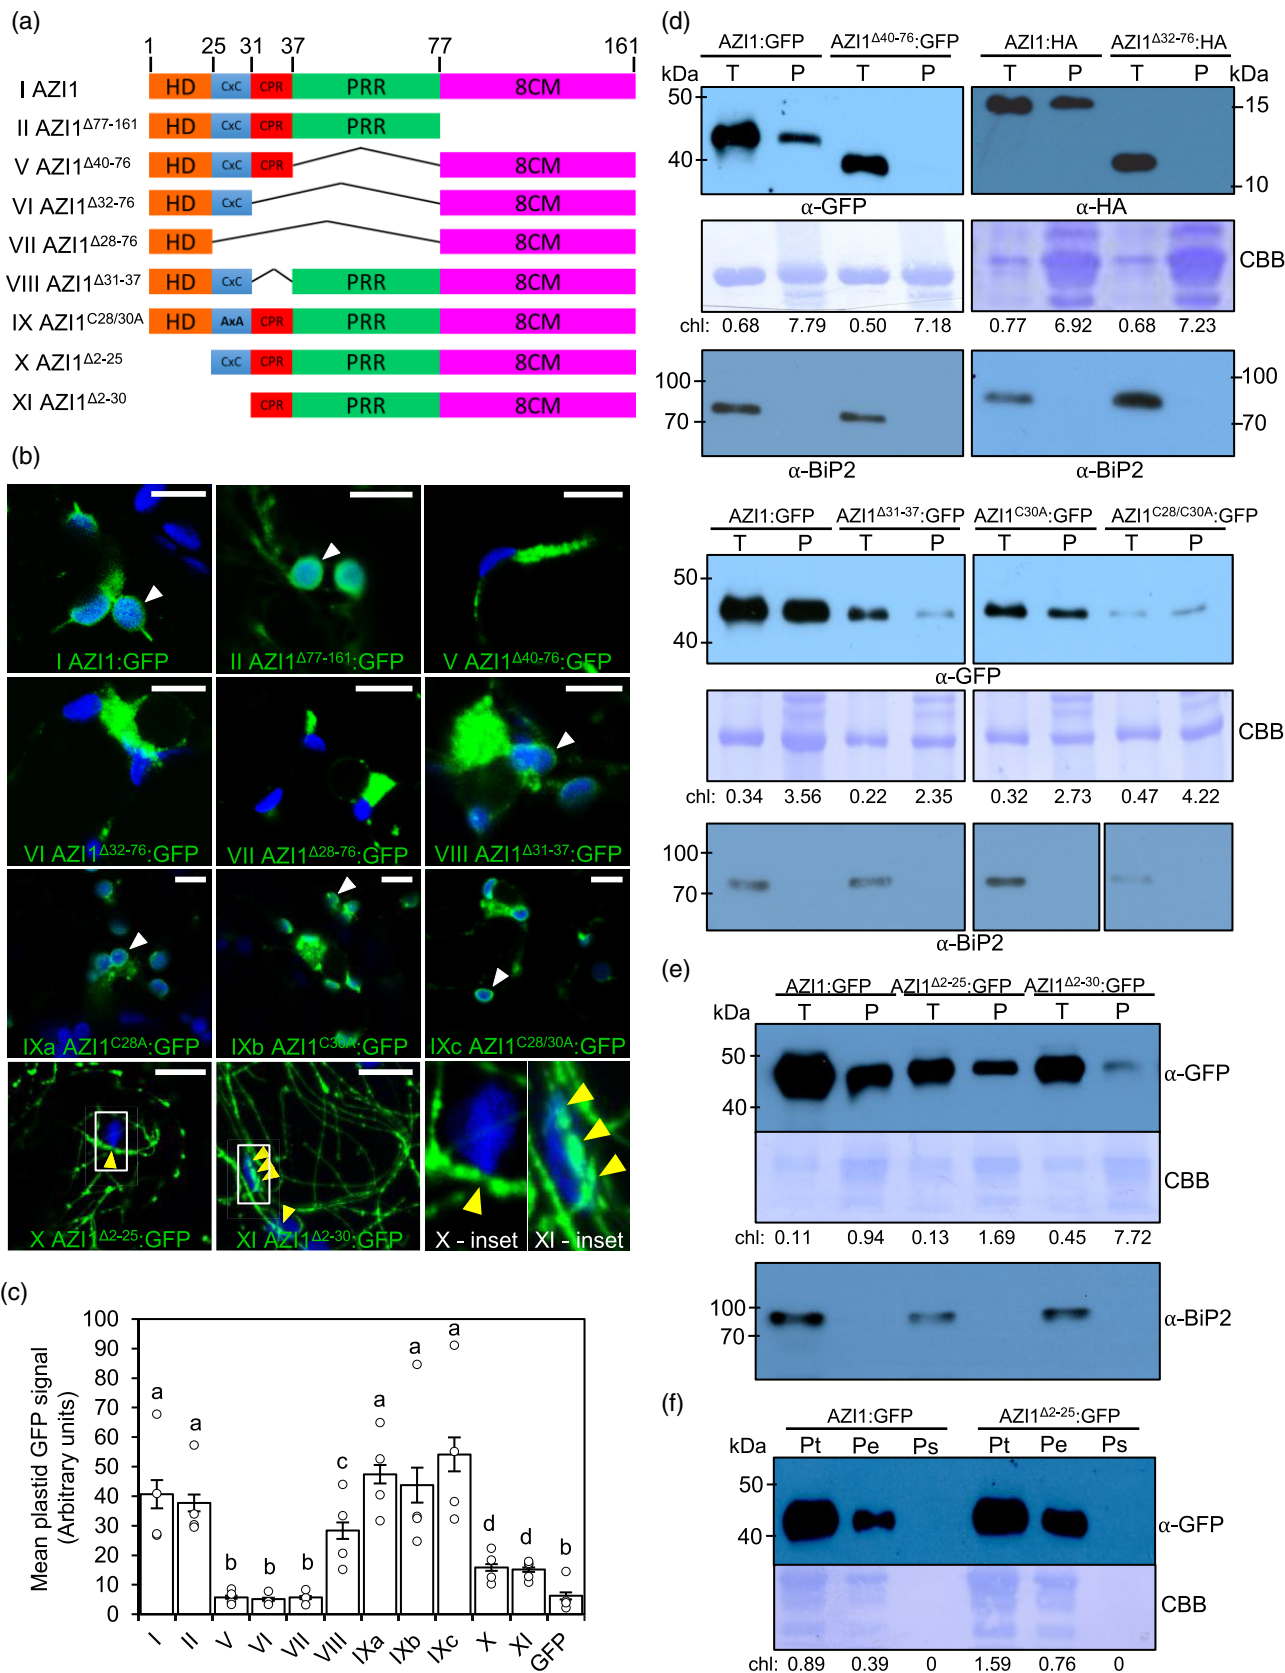 (a)
1 25 31 37 77 161
I AZI1 HD CxC CPR PRR 8CM
II AZI1Δ77-161 HD CxC CPR PRR
V AZI1Δ40-76 HD CxC CPR 8CM
VI AZI1Δ32-76 HD CxC 8CM
VII AZI1Δ28-76 HD 8CM
VIII AZI1Δ31-37 HD CxC PRR 8CM
IX AZI1C28/30A HD AxA CPR PRR 8CM
X AZI1Δ2-25 CxC CPR PRR 8CM
XI AZI1Δ2-30 CPR PRR 8CM
(b)
I AZI1:GFP
II AZI1Δ77-161:GFP
V AZI1Δ40-76:GFP
VI AZI1Δ32-76:GFP
VII AZI1Δ28-76:GFP
VIII AZI1Δ31-37:GFP
IXa AZI1C28A:GFP
IXb AZI1C30A:GFP
IXc AZI1C28/30A:GFP
X AZI1Δ2-25:GFP
XI AZI1Δ2-30:GFP
X - inset
XI - inset
(c)
Mean plastid GFP signal
(Arbitrary units)
100
90
80
70
60
50
40
30
20
10
0
a a b b b c a a a d d b
I II V VI VII VIII IXa IXb IXc X XI GFP
(d)
AZI1:GFP AZI1Δ40-76:GFP AZI1:HA AZI1Δ32-76:HA
kDa T P T P T P T P kDa
50 15
40 10
α-GFP α-HA
CBB
chl: 0.68 7.79 0.50 7.18 0.77 6.92 0.68 7.23
100 100
70 70
α-BiP2 α-BiP2
AZI1:GFP AZI1Δ31-37:GFP AZI1C30A:GFP AZI1C28/C30A:GFP
T P T P T P T P
50
40
α-GFP
CBB
chl: 0.34 3.56 0.22 2.35 0.32 2.73 0.47 4.22
100
70
α-BiP2
(e)
AZI1:GFP AZI1Δ2-25:GFP AZI1Δ2-30:GFP
kDa T P T P T P
50
40
α-GFP
CBB
chl: 0.11 0.94 0.13 1.69 0.45 7.72
100
70
α-BiP2
(f)
AZI1:GFP AZI1Δ2-25:GFP
kDa Pt Pe Ps Pt Pe Ps
50
40
α-GFP
CBB
chl: 0.89 0.39 0 1.59 0.76 0